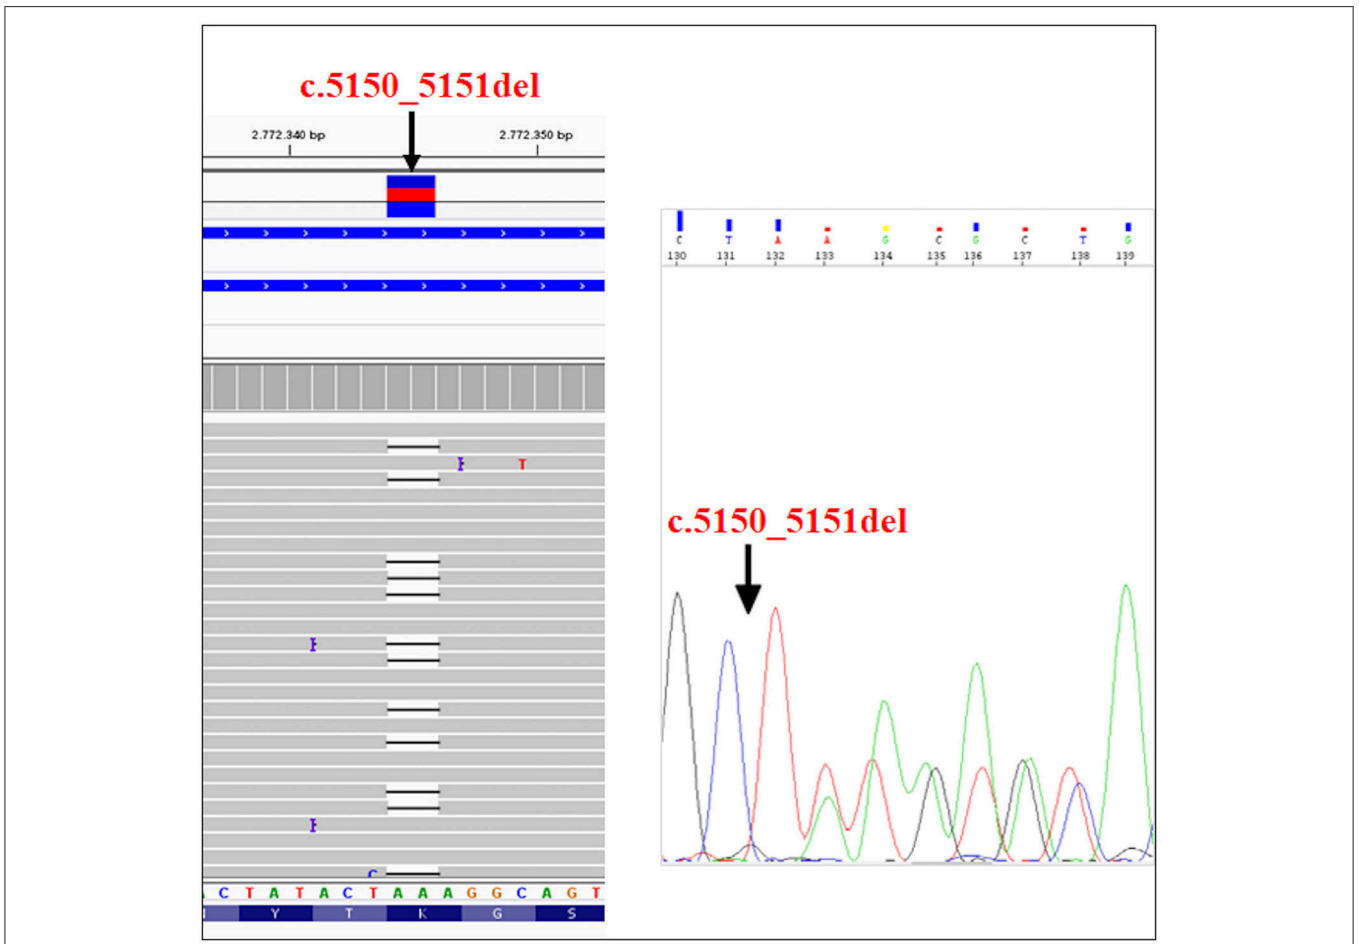 c.5150_5151del
2.772.340 bp 2.772.350 bp
T
C
A C T A T A C T A A A G G C A G T
Y T K G S
C T A A G C G C T G
130 131 132 133 134 135 136 137 138 139
c.5150_5151del